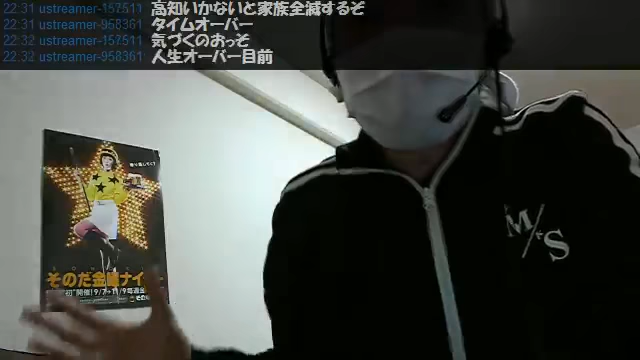 22:31 ustreamer-157511 高知いかないと家族全滅するぞ
22:31 ustreamer-958361 タイムオーバー
22:32 ustreamer-157511 気づくのおっぞ
22:32 ustreamer-958361 人生オーバー目前
M/S
そのだ金曜ナイ